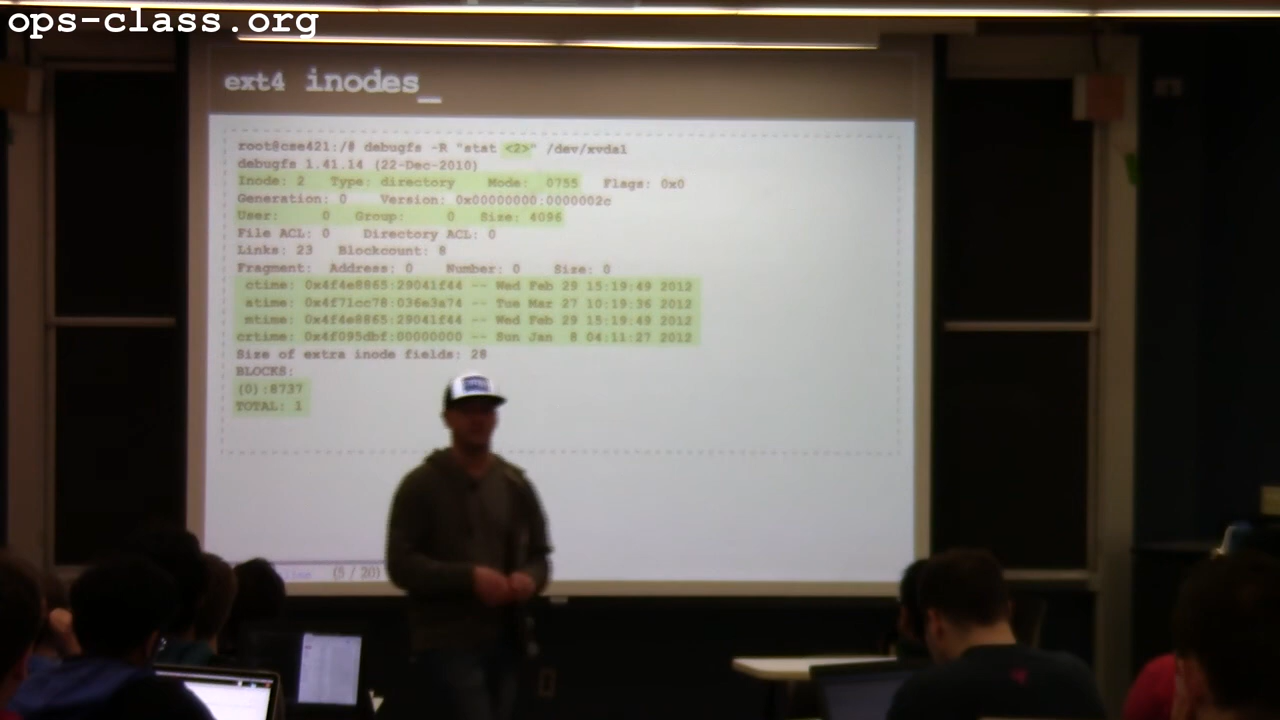 ops-class.org
ext4 inodes_
root@cse421:/# debugfs -R "stat <2>" /dev/xvda1
debugfs 1.41.14 (22-Dec-2010)
Inode: 2 Type: directory Mode: 0755 Flags: 0x0
Generation: 0 Version: 0x00000000:0000002c
User: 0 Group: 0 Size: 4096
File ACL: 0 Directory ACL: 0
Links: 23 Blockcount: 8
Fragment: Address: 0 Number: 0 Size: 0
ctime: 0x4f4e8865:29041f44 -- Wed Feb 29 15:19:49 2012
atime: 0x4f71cc78:036e3a74 -- Tue Mar 27 10:19:36 2012
mtime: 0x4f4e8865:29041f44 -- Wed Feb 29 15:19:49 2012
crtime: 0x4f095dbf:00000000 -- Sun Jan 8 04:11:27 2012
Size of extra inode fields: 28
BLOCKS:
(0):8737
TOTAL: 1
(5 / 20)